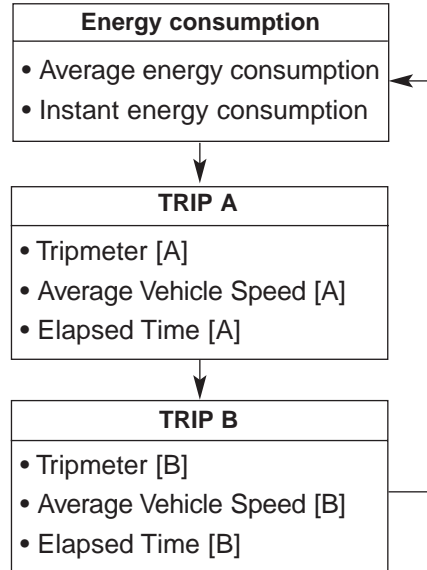 Energy consumption
• Average energy consumption
• Instant energy consumption
TRIP A
• Tripmeter [A]
• Average Vehicle Speed [A]
• Elapsed Time [A]
TRIP B
• Tripmeter [B]
• Average Vehicle Speed [B]
• Elapsed Time [B]